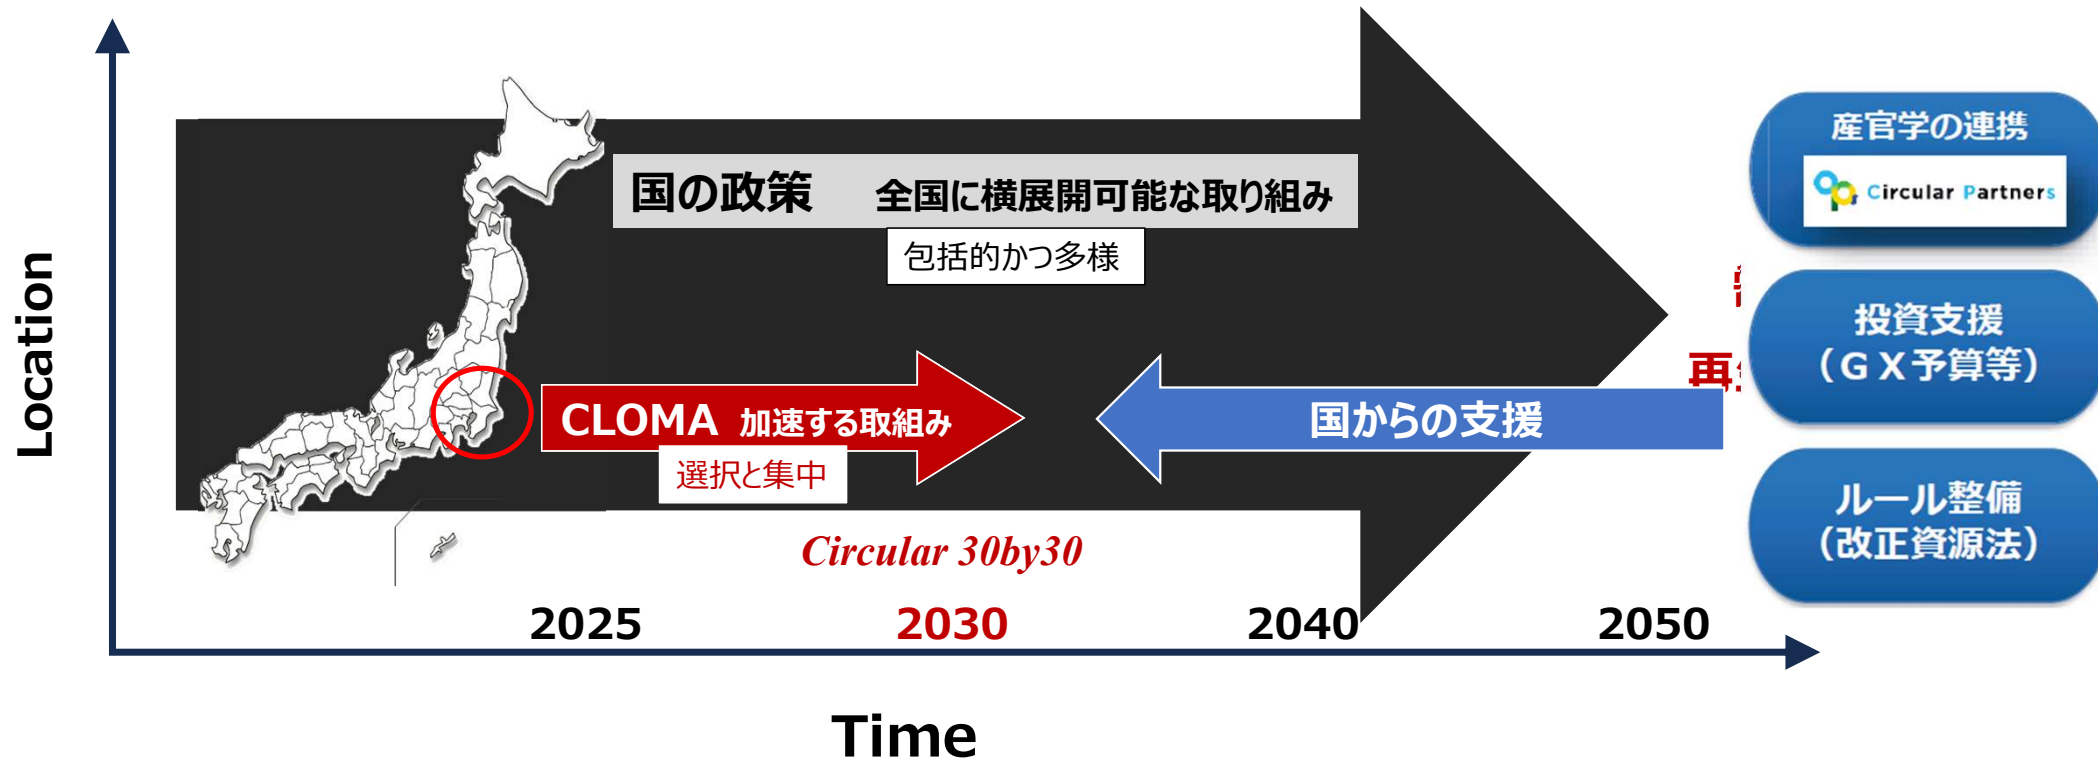 Location
国の政策 全国に横展開可能な取り組み
包括的かつ多様
CLOMA 加速する取組み
選択と集中
国からの支援
Circular 30by30
2025 2030 2040 2050
Time
産官学の連携
Circular Partners
再
投資支援
（ＧＸ予算等）
ルール整備
（改正資源法）